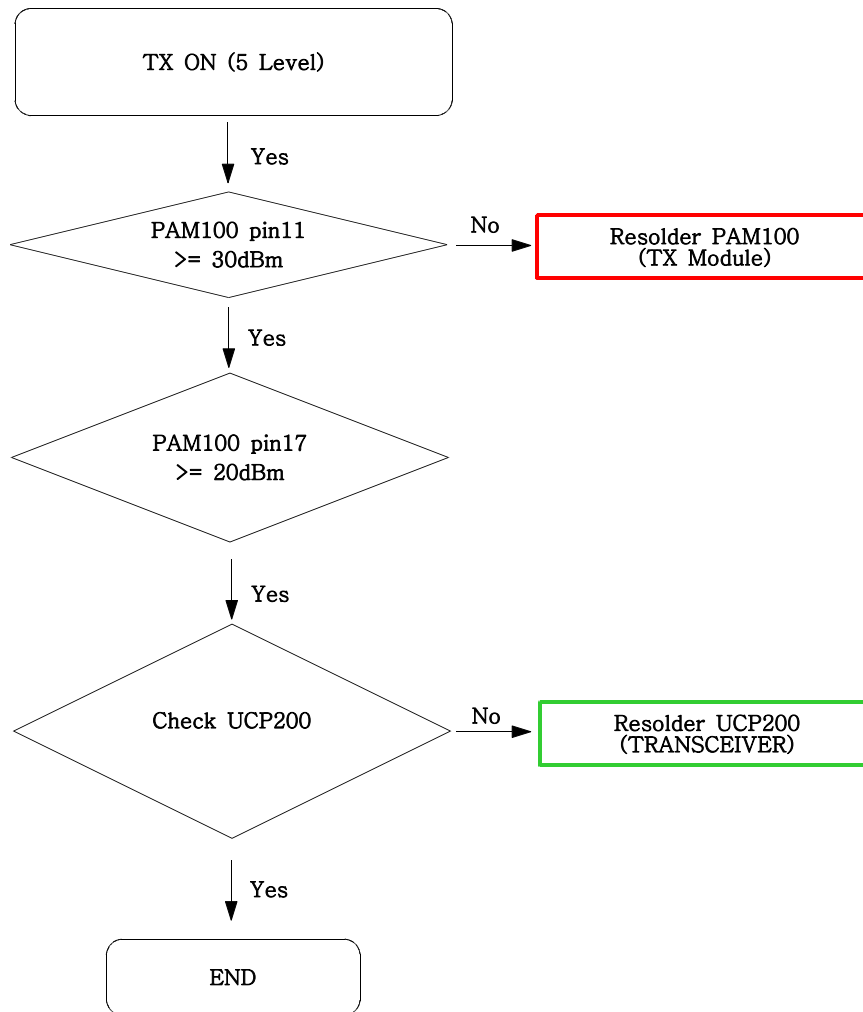 TX ON (5 Level)
Yes
PAM100 pin11
>= 30dBm
No
Resolder PAM100
(TX Module)
Yes
PAM100 pin17
>= 20dBm
Yes
Check UCP200
No
Resolder UCP200
(TRANSCEIVER)
Yes
END